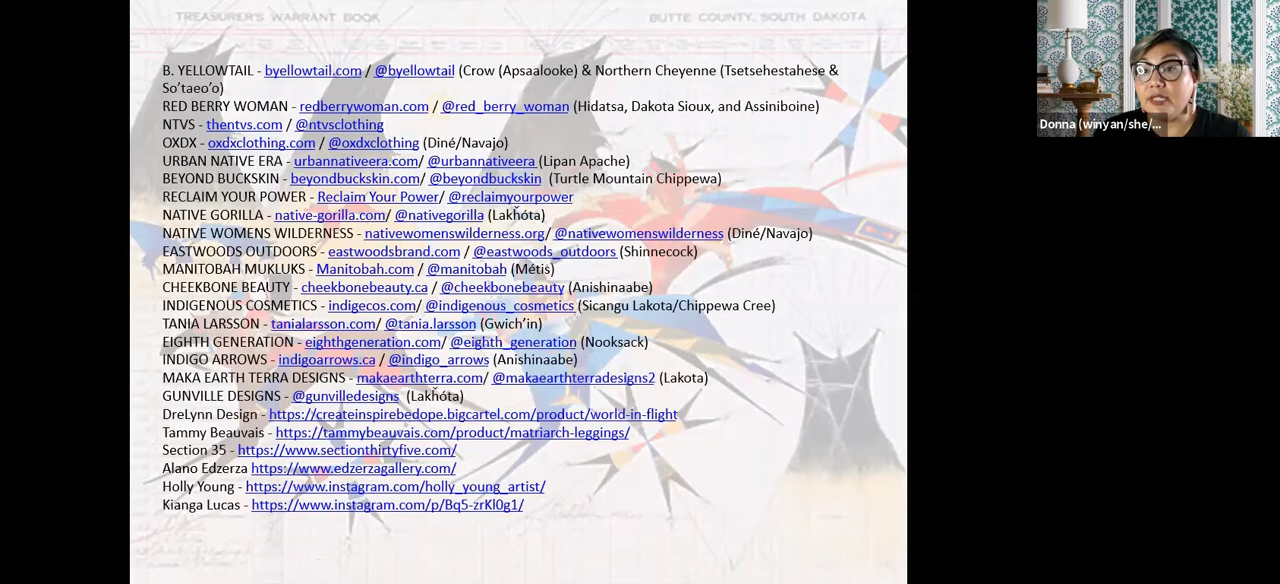 TREASURER'S WARRANT BOOK
BUTTE COUNTY, SOUTH DAKOTA
B. YELLOWTAIL - byellowtail.com / @byellowtail (Crow (Apsaalooke) & Northern Cheyenne (Tsetsehestahese &
So'taeo'o)
RED BERRY WOMAN - redberrywoman.com / @red_berry_woman (Hidatsa, Dakota Sioux, and Assiniboine)
NTVS - thentvs.com / @ntvsclothing
OXDX - oxdxclothing.com / @oxdxclothing (Diné/Navajo)
URBAN NATIVE ERA - urbannativeera.com/ @urbannativeera (Lipan Apache)
BEYOND BUCKSKIN - beyondbuckskin.com/ @beyondbuckskin (Turtle Mountain Chippewa)
RECLAIM YOUR POWER - Reclaim Your Power/ @reclaimyourpower
NATIVE GORILLA - native-gorilla.com/ @nativegorilla (Lakȟóta)
NATIVE WOMENS WILDERNESS - nativewomenswilderness.org/ @nativewomenswilderness (Diné/Navajo)
EASTWOODS OUTDOORS - eastwoodsbrand.com / @eastwoods_outdoors (Shinnecock)
MANITOBAH MUKLUKS - Manitobah.com / @manitobah (Métis)
CHEEKBONE BEAUTY - cheekbonebeauty.ca / @cheekbonebeauty (Anishinaabe)
INDIGENOUS COSMETICS - indigecos.com/ @indigenous_cosmetics (Sicangu Lakota/Chippewa Cree)
TANIA LARSSON - tanialarsson.com/ @tania.larsson (Gwich'in)
EIGHTH GENERATION - eighthgeneration.com/ @eighth_generation (Nooksack)
INDIGO ARROWS - indigoarrows.ca / @indigo_arrows (Anishinaabe)
MAKA EARTH TERRA DESIGNS - makaearthterra.com/ @makaearthterradesigns2 (Lakota)
GUNVILLE DESIGNS - @gunvilledesigns (Lakȟóta)
DreLynn Design - https://createinspirebedope.bigcartel.com/product/world-in-flight
Tammy Beauvais - https://tammybeauvais.com/product/matriarch-leggings/
Section 35 - https://www.sectionthirtyfive.com/
Alano Edzerza https://www.edzerzagallery.com/
Holly Young - https://www.instagram.com/holly_young_artist/
Kianga Lucas - https://www.instagram.com/p/Bq5-zrKl0g1/
Donna (winyan/she/...